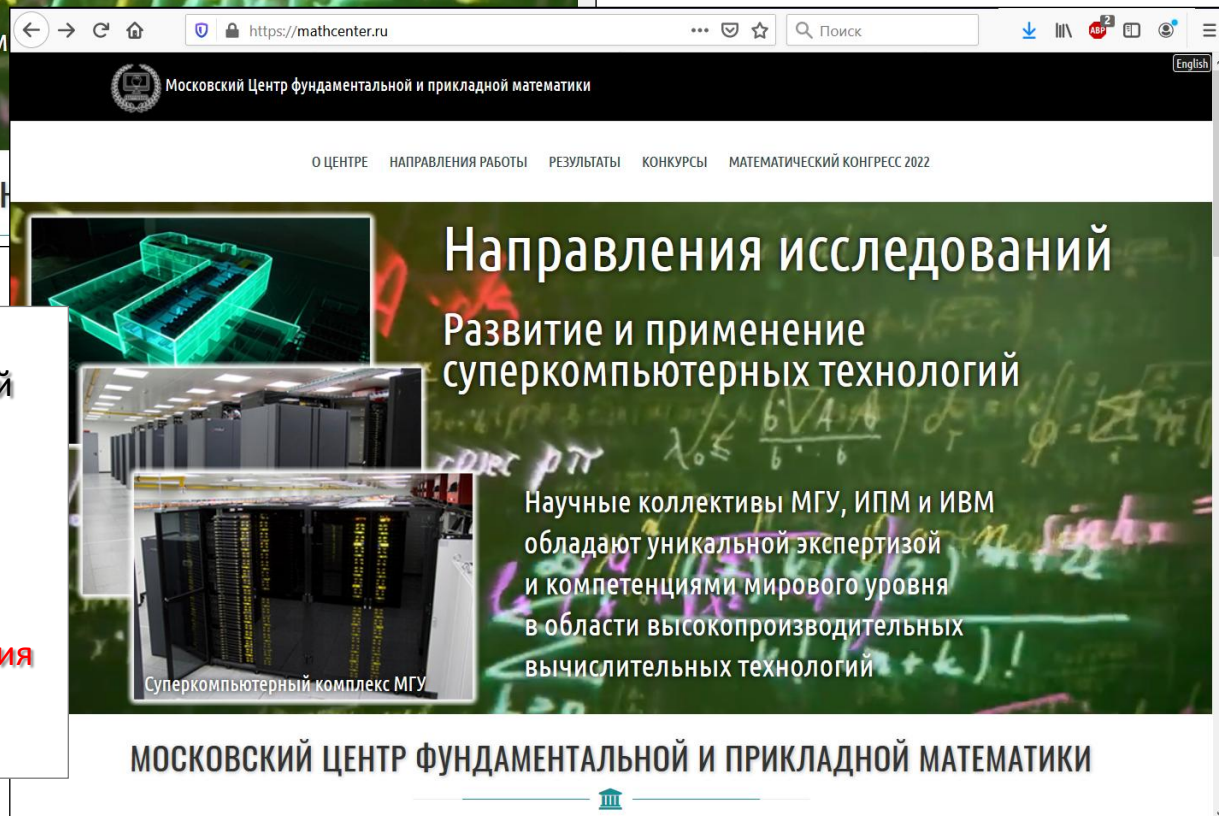 https://mathcenter.ru
Поиск
ABP
2
English
Московский Центр фундаментальной и прикладной математики
О ЦЕНТРЕ НАПРАВЛЕНИЯ РАБОТЫ РЕЗУЛЬТАТЫ КОНКУРСЫ МАТЕМАТИЧЕСКИЙ КОНГРЕСС 2022
Направления исследований
Развитие и применение
суперкомпьютерных технологий
Научные коллективы МГУ, ИПМ и ИВМ
обладают уникальной экспертизой
и компетенциями мирового уровня
в области высокопроизводительных
вычислительных технологий
Суперкомпьютерный комплекс МГУ
МОСКОВСКИЙ ЦЕНТР ФУНДАМЕНТАЛЬНОЙ И ПРИКЛАДНОЙ МАТЕМАТИКИ